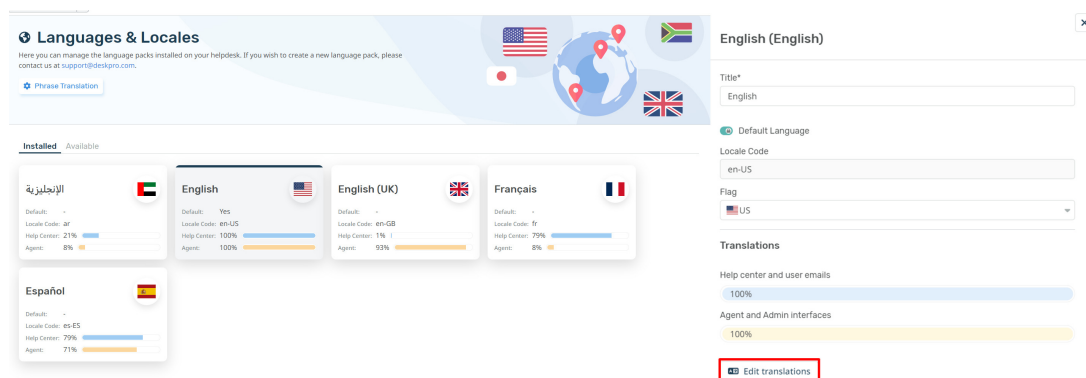 Languages & Locales
Here you can manage the language packs installed on your helpdesk. If you wish to create a new language pack, please
contact us at support@deskpro.com.
Phrase Translation
Installed Available
الإنجليزية
Default: -
Locale Code: ar
Help Center: 21%
Agent: 8%
English
Default: Yes
Locale Code: en-US
Help Center: 100%
Agent: 100%
English (UK)
Default: -
Locale Code: en-GB
Help Center: 1%
Agent: 93%
Français
Default: -
Locale Code: fr
Help Center: 79%
Agent: 8%
Español
Default: -
Locale Code: es-ES
Help Center: 79%
Agent: 71%
English (English)
Title*
English
Default Language
Locale Code
en-US
Flag
US
Translations
Help center and user emails
100%
Agent and Admin interfaces
100%
Edit translations